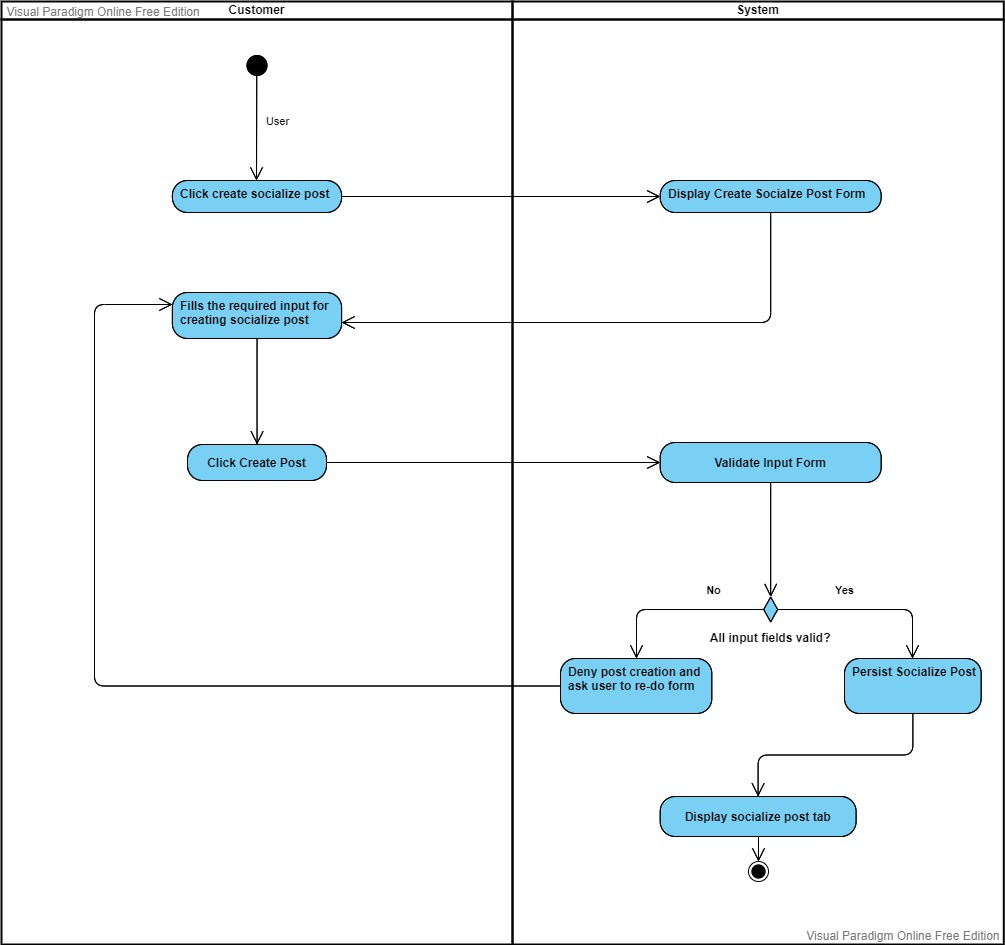 Visual Paradigm Online Free Edition
Customer
System
User
Click create socialize post
Display Create Socialze Post Form
Fills the required input for
creating socialize post
Click Create Post
Validate Input Form
No
Yes
All input fields valid?
Deny post creation and
ask user to re-do form
Persist Socialize Post
Display socialize post tab
Visual Paradigm Online Free Edition